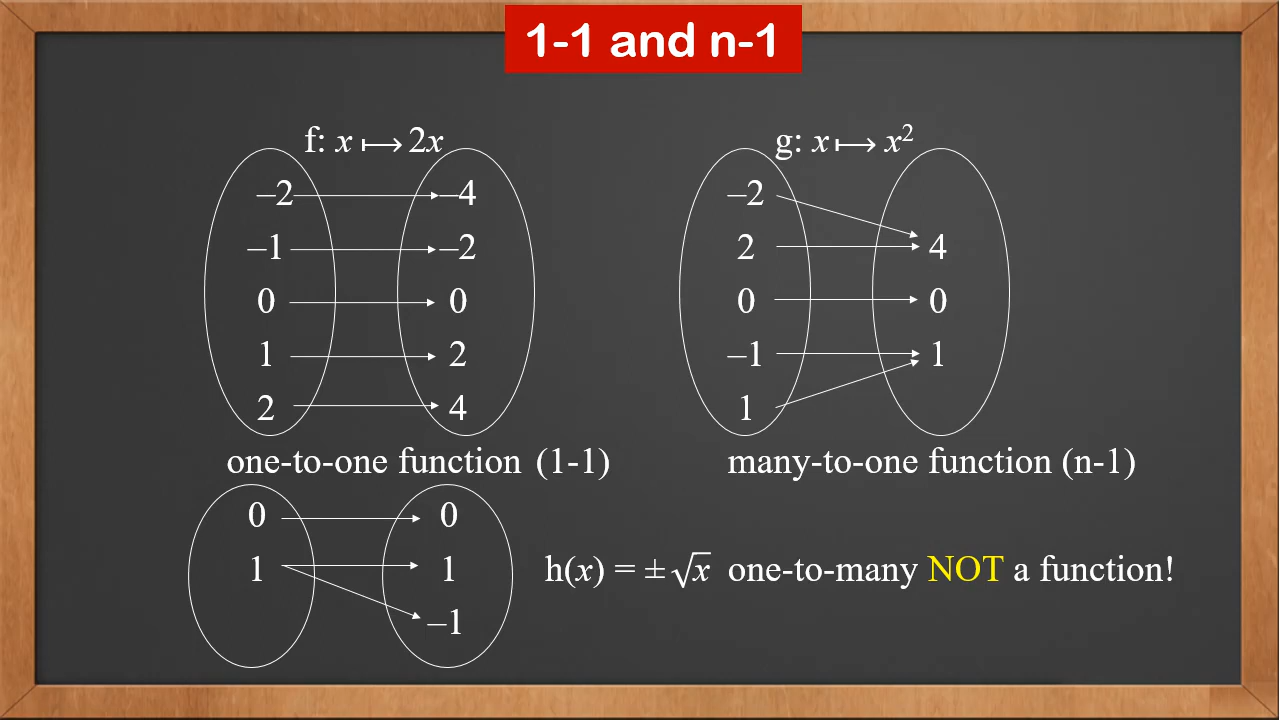 1-1 and n-1
f: x ⟼ 2x
–2 –4
–1 –2
0 0
1 2
2 4
one-to-one function (1-1)
g: x ⟼ x²
–2
2 4
0 0
–1 1
1
many-to-one function (n-1)
0 0
1 1
–1
h(x) = ±√x one-to-many NOT a function!